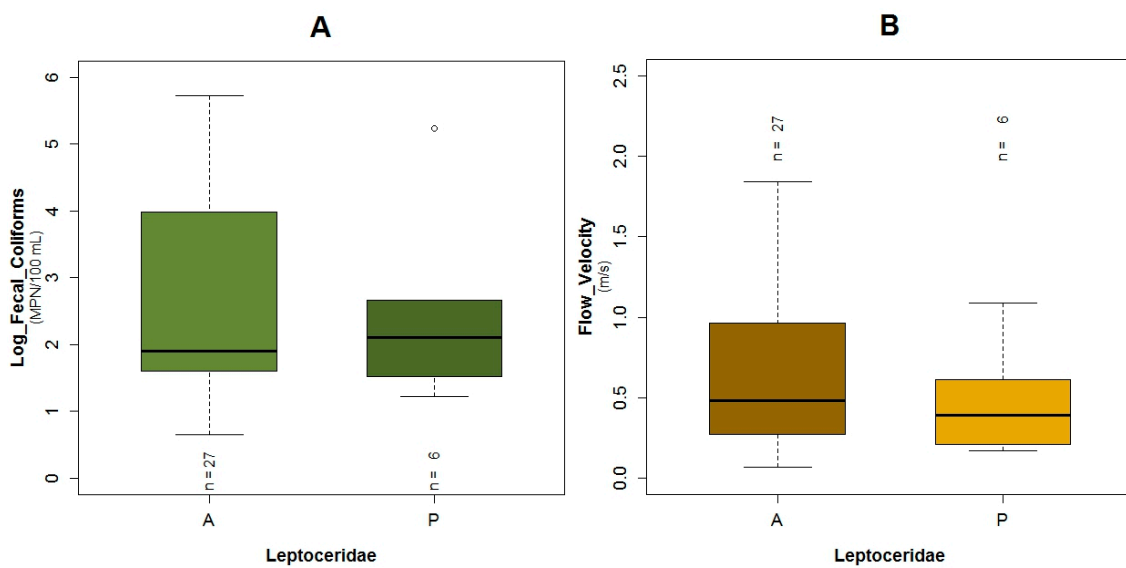 A
Log_Fecal_Coliforms
(MPN/100 mL)
6
5
4
3
2
1
0
n = 27
n = 6
A
P
Leptoceridae
B
Flow_Velocity
(m/s)
2.5
2.0
1.5
1.0
0.5
0.0
n = 27
n = 6
A
P
Leptoceridae